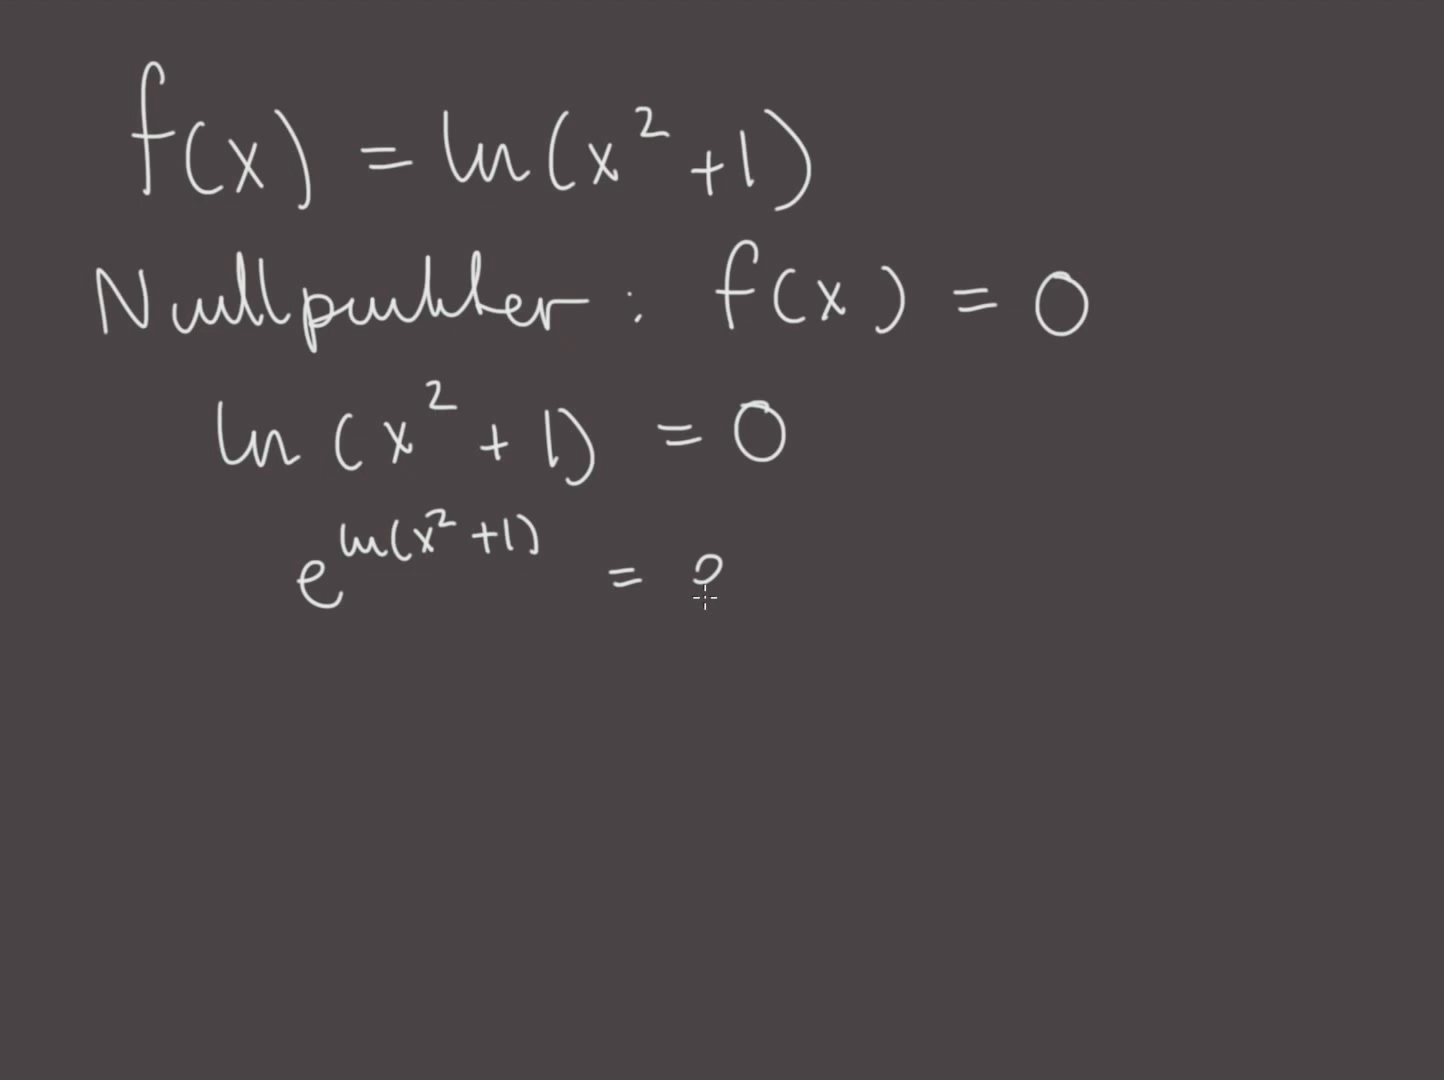 f(x) = ln(x² + 1)
Nullpunkter : f(x) = 0
ln(x² + 1) = 0
e^{ln(x² + 1)} =